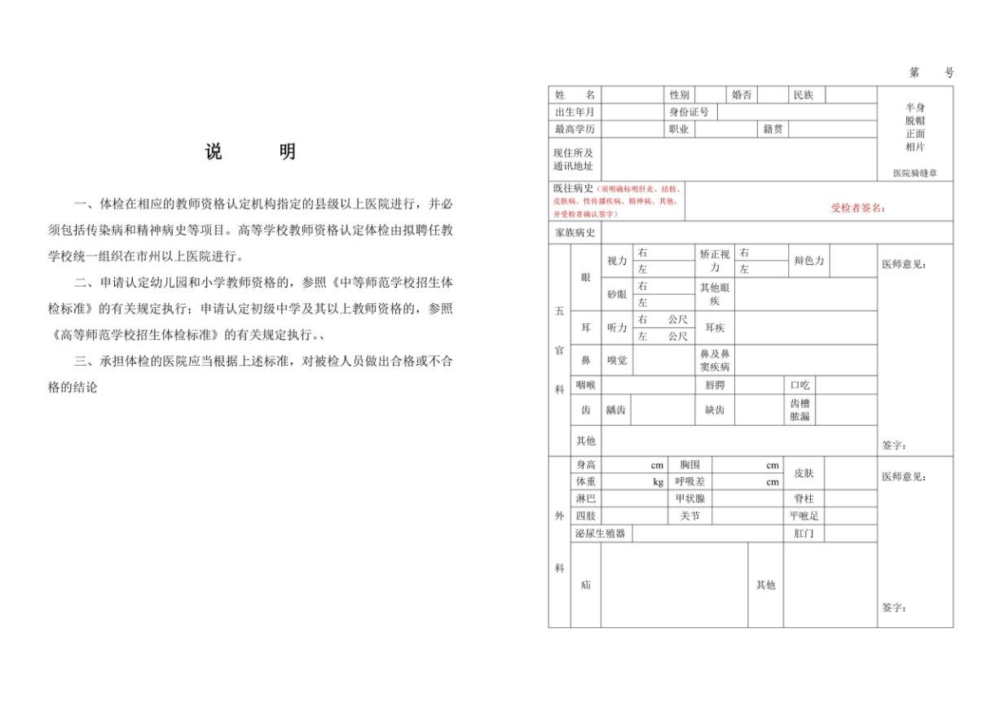 说 明
一、体检在相应的教师资格认定机构指定的县级以上医院进行，并必
须包括传染病和精神病史等项目。高等学校教师资格认定体检由拟聘任教
学校统一组织在市州以上医院进行。
二、申请认定幼儿园和小学教师资格的，参照《中等师范学校招生体
检标准》的有关规定执行；申请认定初级中学及其以上教师资格的，参照
《高等师范学校招生体检标准》的有关规定执行。、
三、承担体检的医院应当根据上述标准，对被检人员做出合格或不合
格的结论
第 号
姓 名 性别 婚否 民族
出生年月 身份证号
最高学历 职业 籍贯
半身
脱帽
正面
相片
医院骑缝章
现住所及
通讯地址
既往病史（须明确标明肝炎、结核、
皮肤病、性传播疾病、精神病、其他，
并受检者确认签字）
受检者签名：
家族病史
五
官
科
眼
视力 右
左
矫正视
力
右
左
辩色力
医师意见：
砂眼 右
左
其他眼
疾
耳 听力 右 公尺
左 公尺
耳疾
鼻 嗅觉 鼻及鼻
窦疾病
咽喉 唇腭 口吃
齿 龋齿 缺齿 齿槽
脓漏
其他
签字：
外
科
身高 cm 胸围 cm
体重 kg 呼吸差 cm
皮肤
医师意见：
淋巴 甲状腺 脊柱
四肢 关节 平蹠足
泌尿生殖器 肛门
疝 其他
签字：